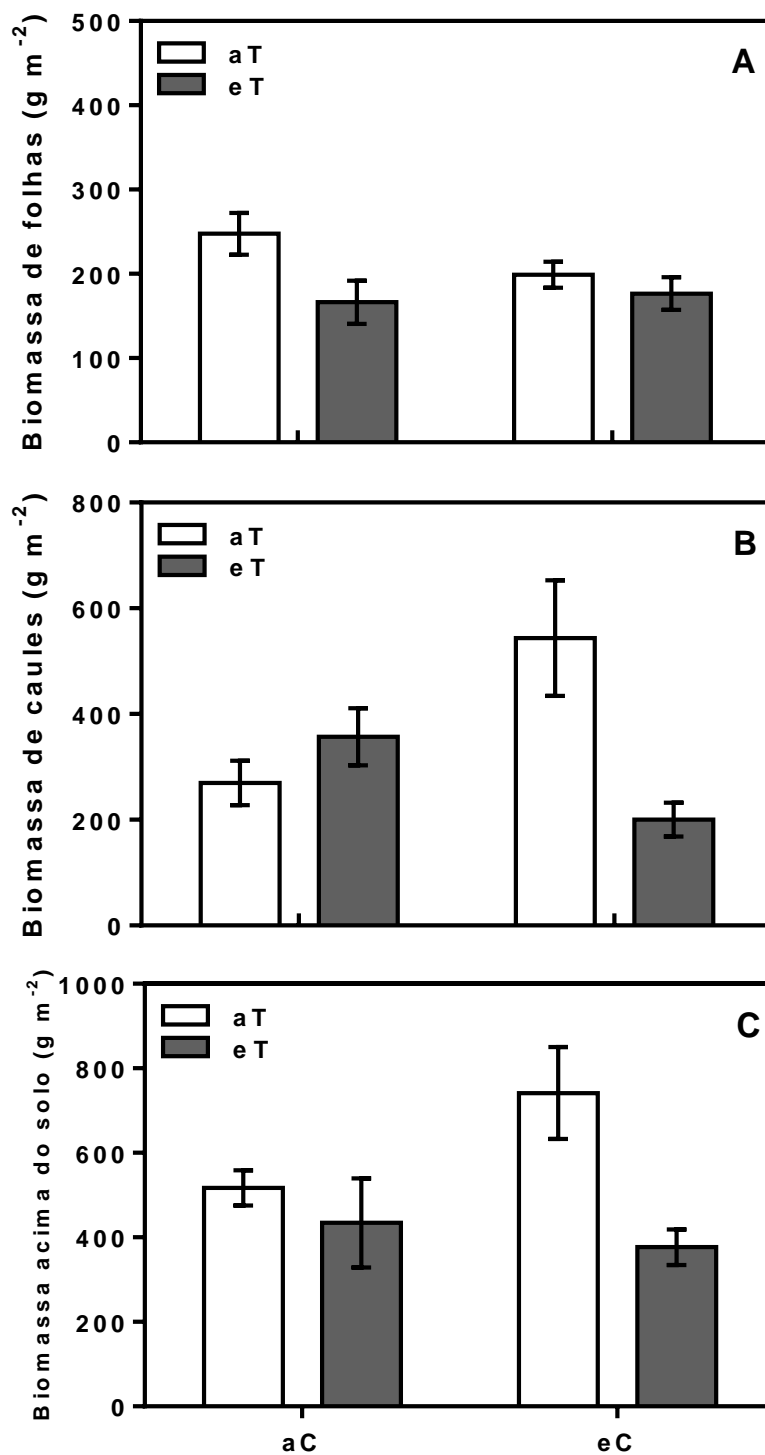 Biomassa de folhas (g m⁻²)
500
400
300
200
100
0
aT
eT
A
Biomassa de caules (g m⁻²)
800
600
400
200
0
aT
eT
B
Biomassa acima do solo (g m⁻²)
1000
800
600
400
200
0
aT
eT
C
aC
eC